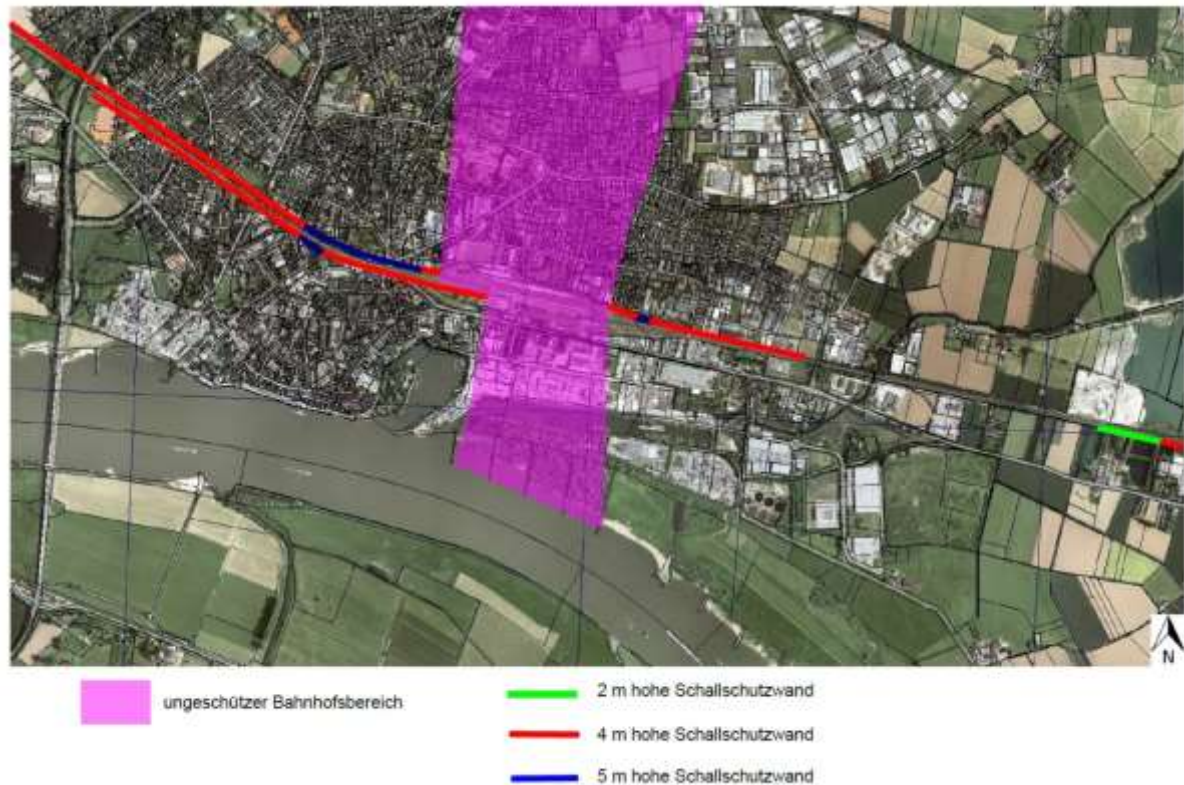 N
ungeschützer Bahnhofsbereich
2 m hohe Schallschutzwand
4 m hohe Schallschutzwand
5 m hohe Schallschutzwand